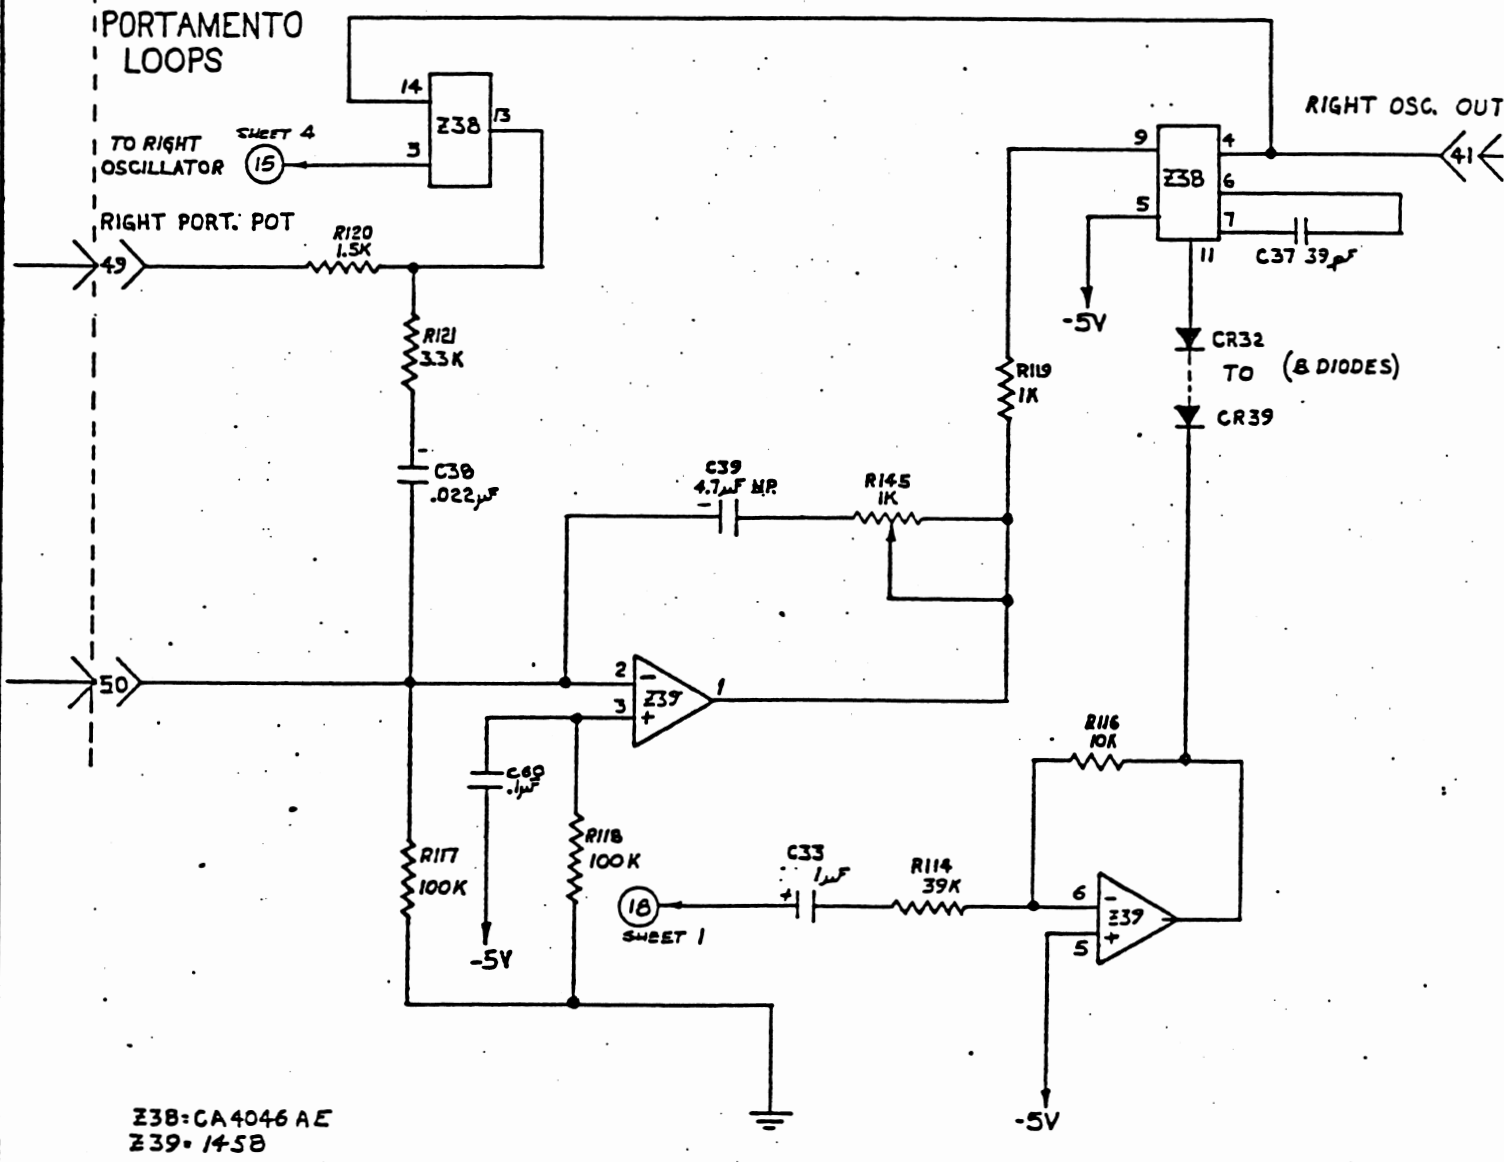 PORTAMENTO
LOOPS
14
Z38
13
3
TO RIGHT
OSCILLATOR
SHEET 4
15
RIGHT PORT. POT
49
R120
1.5K
R121
3.3K
C38
.022µF
-
C39
4.7µF NP.
-
R145
1K
R119
1K
RIGHT OSC. OUT
41
9
4
Z38
6
5
7
11
C37 39pF
-5V
CR32
TO (8 DIODES)
CR39
50
2
-
Z39
1
3
+
C60
.1µF
-5V
R117
100K
R118
100K
18
SHEET 1
C33
1µF
+
R114
39K
R116
10K
6
-
Z39
5
+
-5V
Z38=CA4046AE
Z39=1458